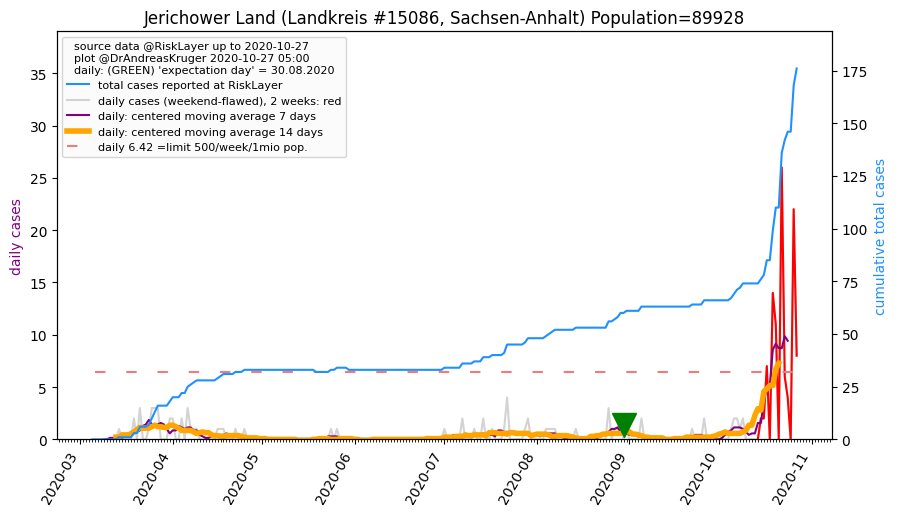 Jerichower Land (Landkreis #15086, Sachsen-Anhalt) Population=89928
source data @RiskLayer up to 2020-10-27
plot @DrAndreasKruger 2020-10-27 05:00
daily: (GREEN) 'expectation day' = 30.08.2020
total cases reported at RiskLayer
daily cases (weekend-flawed), 2 weeks: red
daily: centered moving average 7 days
daily: centered moving average 14 days
daily 6.42 =limit 500/week/1mio pop.
daily cases
35
30
25
20
15
10
5
0
175
150
125
100
75
50
25
0
cumulative total cases
2020-03
2020-04
2020-05
2020-06
2020-07
2020-08
2020-09
2020-10
2020-11